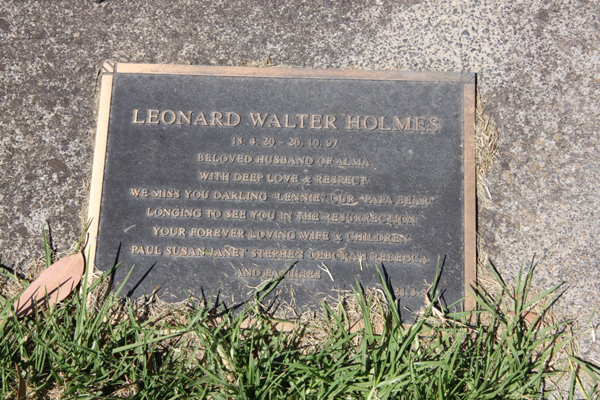 LEONARD WALTER HOLMES
13. 4. 20 - 20. 10. 97
BELOVED HUSBAND OF ALMA
WITH DEEP LOVE & RESPECT
WE MISS YOU DARLING "LENNIE" OUR "PAPA BEAR"
LONGING TO SEE YOU IN THE RESURRECTION
YOUR FOREVER LOVING WIFE & CHILDREN
PAUL SUSAN JANET STEPHEN DEBORAH REBECCA
AND FAMILIES